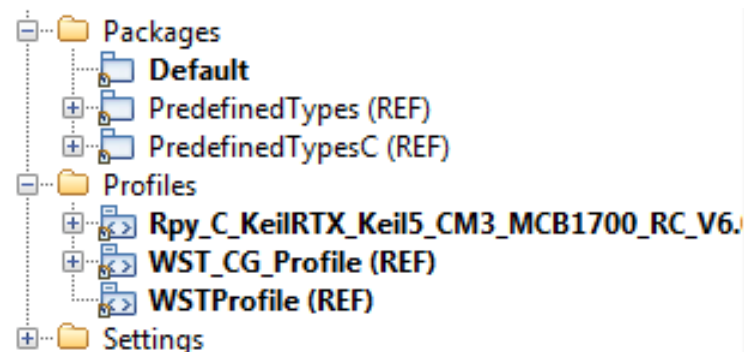 Packages
Default
PredefinedTypes (REF)
PredefinedTypesC (REF)
Profiles
Rpy_C_KeilRTX_Keil5_CM3_MCB1700_RC_V6.
WST_CG_Profile (REF)
WSTProfile (REF)
Settings